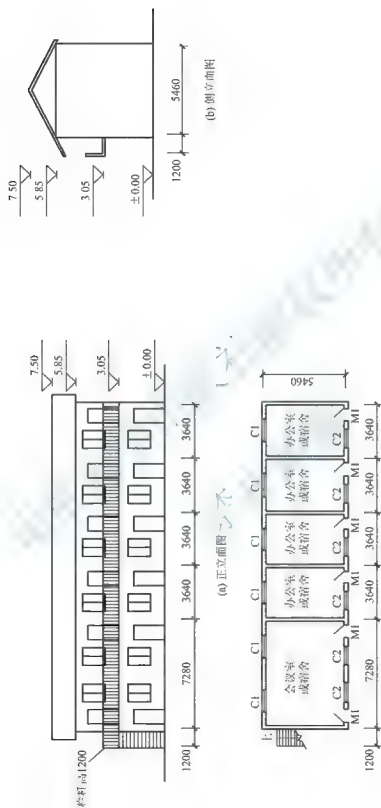 7.50
5.85
3.05
±0.00
1200
5460
(b) 侧立面图
栏杆高1200
7.50
5.85
3.05
±0.00
1200
7280
3640
3640
3640
3640
(a) 正立面图
C1
C1
C1
C1
C1
C1
上
会议室
或宿舍
办公室
或宿舍
办公室
或宿舍
办公室
或宿舍
办公室
或宿舍
5460
M1
C2
C2
M1
C2
M1
C2
M1
C2
M1
C2
M1
1200
7280
3640
3640
3640
3640